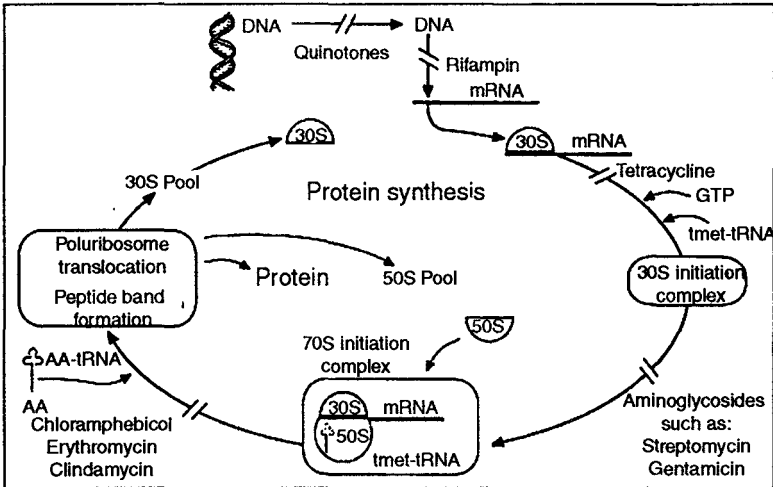 DNA
DNA
Quinotones
Rifampin
mRNA
30S
30S
mRNA
Tetracycline
GTP
tmet-tRNA
30S Pool
Protein synthesis
Poluribosome
translocation
Peptide band
formation
Protein
50S Pool
30S initiation
complex
50S
70S initiation
complex
AA-tRNA
AA
30S
mRNA
50S
tmet-tRNA
Chloramphebicol
Erythromycin
Clindamycin
Aminoglycosides
such as:
Streptomycin
Gentamicin